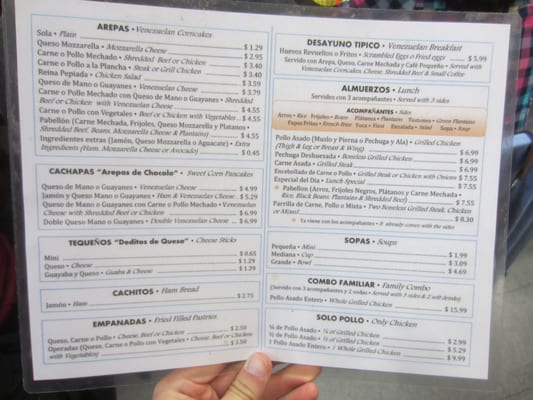 AREPAS • Venezuelan Corncakes
Sola • Plain $ 1.29
Queso Mozzarella • Mozzarella Cheese $ 2.95
Carne o Pollo Mechado • Shredded Beef or Chicken $ 3.40
Carne o Pollo a la Plancha • Steak or Grill Chicken $ 3.40
Reina Pepiada • Chicken Salad $ 3.59
Queso de Mano o Guayanes • Venezuelan Cheese $ 3.79
Carne o Pollo Mechado con Queso de Mano o Guayanes • Shredded
Beef or Chicken with Venezuelan Cheese $ 4.55
Carne o Pollo con Vegetales • Beef or Chicken with Vegetables $ 4.55
Pabellón (Carne Mechada, Frijoles, Queso Mozzarella y Platanos •
Shredded Beef, Beans, Mozzarella Cheese & Plantains) $ 4.55
Ingredientes extras (Jamón, Queso Mozzarella o Aguacate) • Extra
Ingredients (Ham, Mozzarella Cheese or Avocado) $ 0.45
CACHAPAS "Arepas de Chocolo" • Sweet Corn Pancakes
Queso de Mano o Guayanes • Venezuelan Cheese $ 4.99
Jamón y Queso Mano o Guayanes • Ham & Venezuelan Cheese $ 5.29
Queso de Mano o Guayanes con Carne o Pollo Mechado • Venezuelan
Cheese with Shredded Beef or Chicken $ 6.99
Doble Queso Mano o Guayanes • Double Venezuelan Cheese $ 6.99
TEQUEÑOS "Deditos de Queso" • Cheese Sticks
Mini $ 0.65
Queso • Cheese $ 1.29
Guayaba y Queso • Guaba & Cheese $ 1.39
CACHITOS • Ham Bread
Jamón • Ham $ 2.75
EMPANADAS • Fried Filled Pastries
Queso, Carne o Pollo • Cheese, Beef or Chicken $ 2.50
Operadas (Queso, Carne o Pollo con Vegetales • Cheese, Beef or Chicken
with Vegetables) $ 3.50
DESAYUNO TIPICO • Venezuelan Breakfast
Huevos Revueltos o Fritos • Scrambled Eggs o Fried eggs $ 5.99
Servido con Arepa, Queso, Carne Mechada y Café Pequeño • Served with
Venezuelan Corncakes, Cheese, Shredded Beef & Small Coffee
ALMUERZOS • Lunch
Servidos con 3 acompañantes • Served with 3 sides
ACOMPAÑANTES • Sides
Arroz • Rice Frijoles • Beans Plátanos • Plantains Tostones • Green Plantains
Papas Fritas • French Fries Yuca • Yuca Ensalada • Salad Sopa • Soup
Pollo Asado (Muslo y Pierna o Pechuga y Ala) • Grilled Chicken
(Thigh & Leg or Breast & Wing) $ 6.99
Pechuga Deshuesada • Boneless Grilled Chicken $ 6.99
Carne Asada • Grilled Steak $ 7.55
Encebollado de Carne o Pollo • Grilled Steak or Chicken with Onions $ 7.55
Especial del Dia • Lunch Special $ 7.55
Pabellon (Arroz, Frijoles Negros, Plátanos y Carne Mechada •
Rice, Black Beans, Plantains & Shredded Beef) $ 7.55
Parrilla de Carne, Pollo o Mixta • Two Boneless Grilled Steak, Chicken
or Mixed $ 8.30
Ya viene con los acompañantes • It already comes with the sides
SOPAS • Soups
Pequeña • Mini $ 1.99
Mediana • Cup $ 3.09
Grande • Bowl $ 4.69
COMBO FAMILIAR • Family Combo
(Servido con 3 acompañantes y 2 sodas • Served with 3 sides & 2 soft drinks)
Pollo Asado Entero • Whole Grilled Chicken $ 15.99
SOLO POLLO • Only Chicken
¼ de Pollo Asado • ¼ of Grilled Chicken $ 2.99
½ de Pollo Asado • ½ of Grilled Chicken $ 5.29
1 Pollo Asado Entero • 1 Whole Grilled Chicken $ 9.99